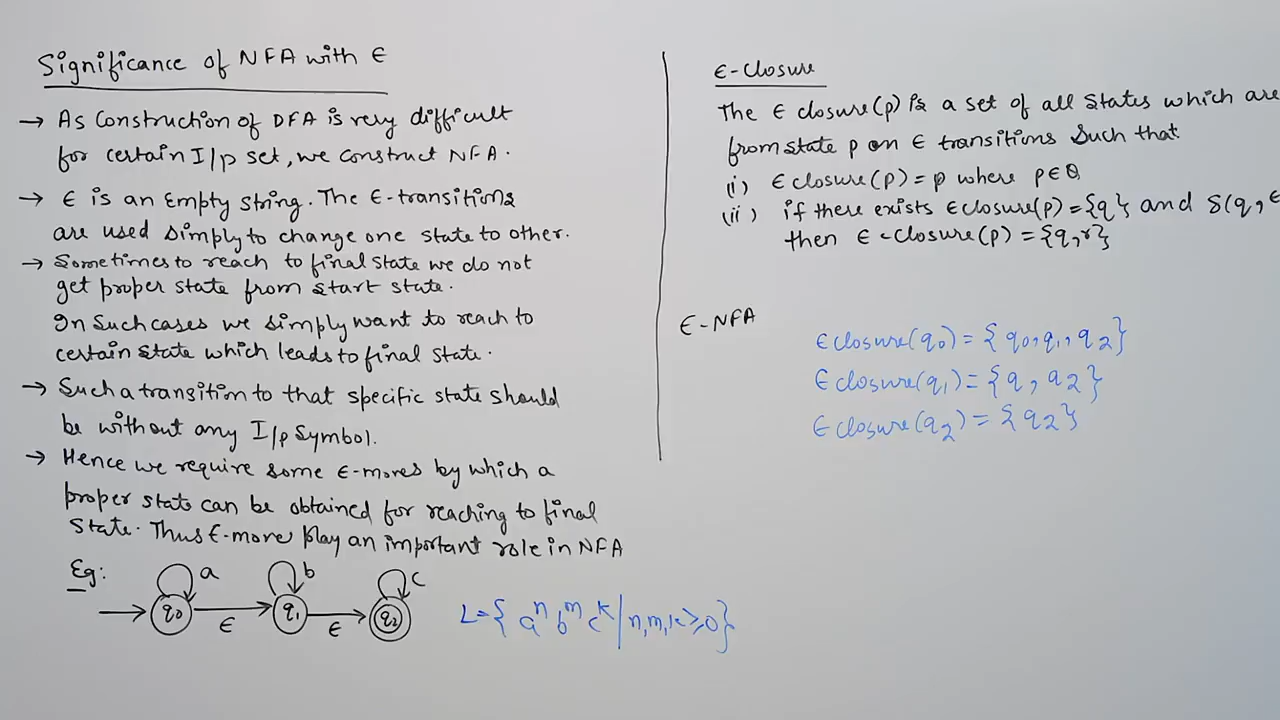 Significance of NFA with ϵ
→ As Construction of DFA is very difficult
for certain I/p set, we construct NFA.
→ ϵ is an Empty string. The ϵ-transitions
are used simply to change one state to other.
→ Sometimes to reach to final state we do not
get proper state from start state.
In Such cases we simply want to reach to
certain state which leads to final state.
→ Such a transition to that specific state should
be without any I/p Symbol.
→ Hence we require some ϵ-moves by which a
proper state can be obtained for reaching to final
State. Thus ϵ-move play an important role in NFA
Eg:
a b c
q0 q1 q2
ϵ ϵ
L={ a^n b^m c^k | n,m,k ≥0}
ϵ-Closure
The ϵ closure(p) is a set of all states which are
from state p on ϵ transitions Such that
(i) ϵ closure(p) = p where p∈Q
(ii) if there exists ϵ closure(p) = {q} and δ(q, ϵ
then ϵ-closure(p) = {q,r}
ϵ-NFA
ϵ closure(q0) = { q0, q1, q2}
ϵ closure(q1) = { q, q2}
ϵ closure(q2) = { q2}